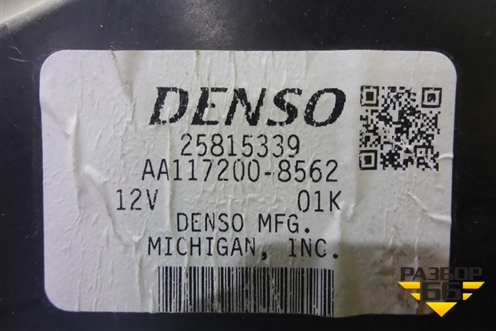 DENSO
25815339
AA117200-8562
12V 01K
DENSO MFG.
MICHIGAN, INC.
РАЗБОР
66